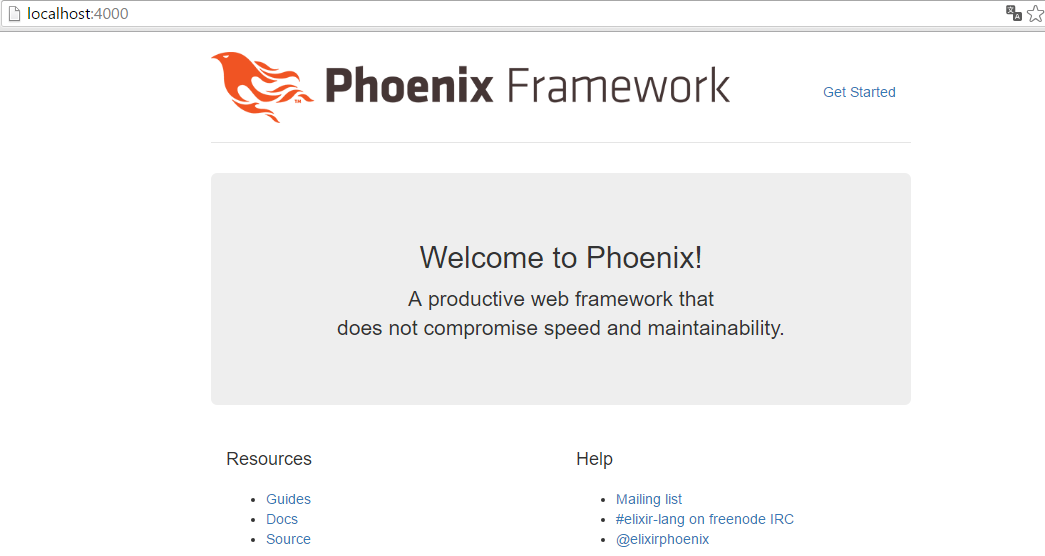 localhost:4000
Phoenix Framework
TM
Get Started
Welcome to Phoenix!
A productive web framework that
does not compromise speed and maintainability.
Resources
Guides
Docs
Source
Help
Mailing list
#elixir-lang on freenode IRC
@elixirphoenix